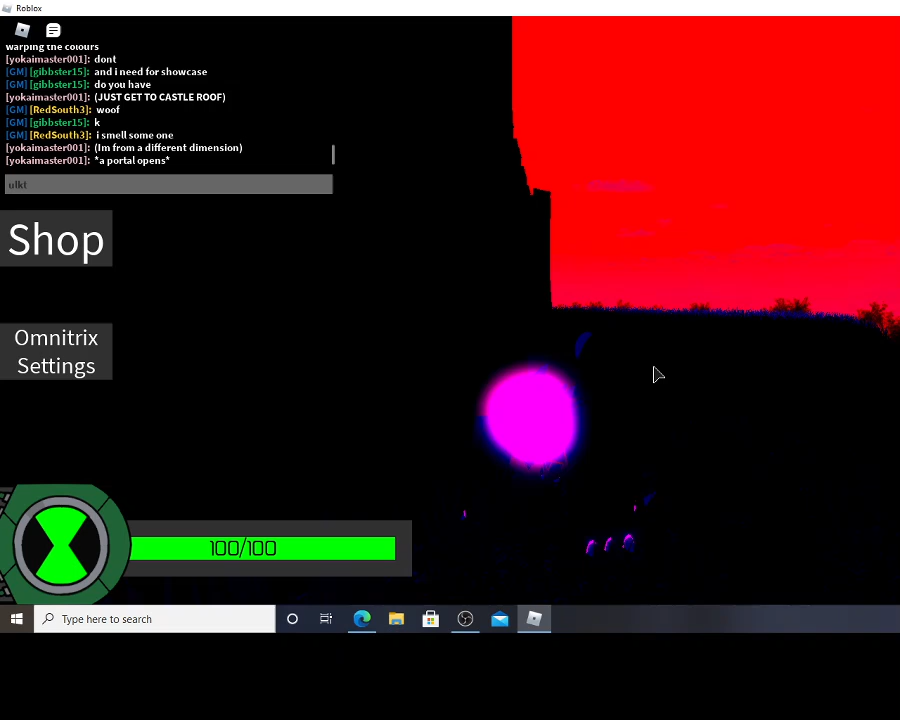 Roblox
warping the colours
[yokaimaster001]: dont
[GM] [gibbster15]: and i need for showcase
[GM] [gibbster15]: do you have
[yokaimaster001]: (JUST GET TO CASTLE ROOF)
[GM] [RedSouth3]: woof
[GM] [gibbster15]: k
[GM] [RedSouth3]: i smell some one
[yokaimaster001]: (Im from a different dimension)
[yokaimaster001]: *a portal opens*
ulkt
Shop
Omnitrix
Settings
100/100
Type here to search